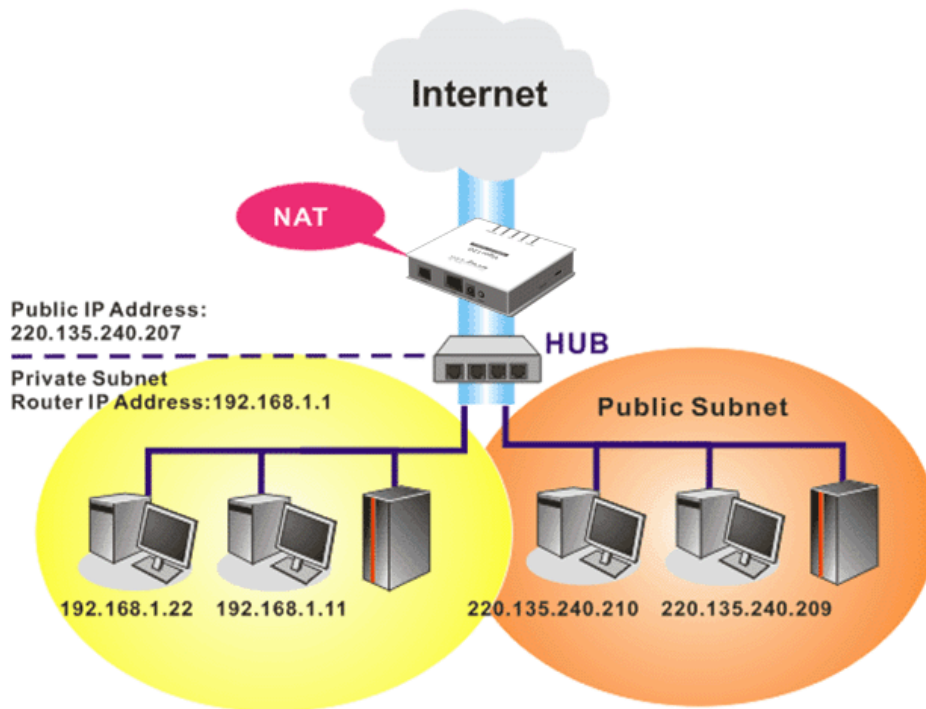 Internet
NAT
Public IP Address:
220.135.240.207
HUB
Private Subnet
Router IP Address:192.168.1.1
Public Subnet
192.168.1.22
192.168.1.11
220.135.240.210
220.135.240.209